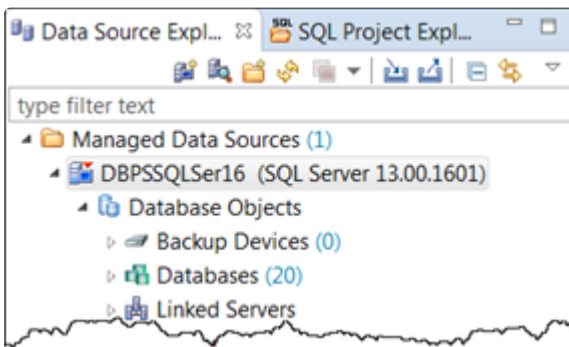 Data Source Expl... SQL SQL Project Expl...
type filter text
Managed Data Sources (1)
DBPSSQLSer16 (SQL Server 13.00.1601)
Database Objects
Backup Devices (0)
Databases (20)
Linked Servers